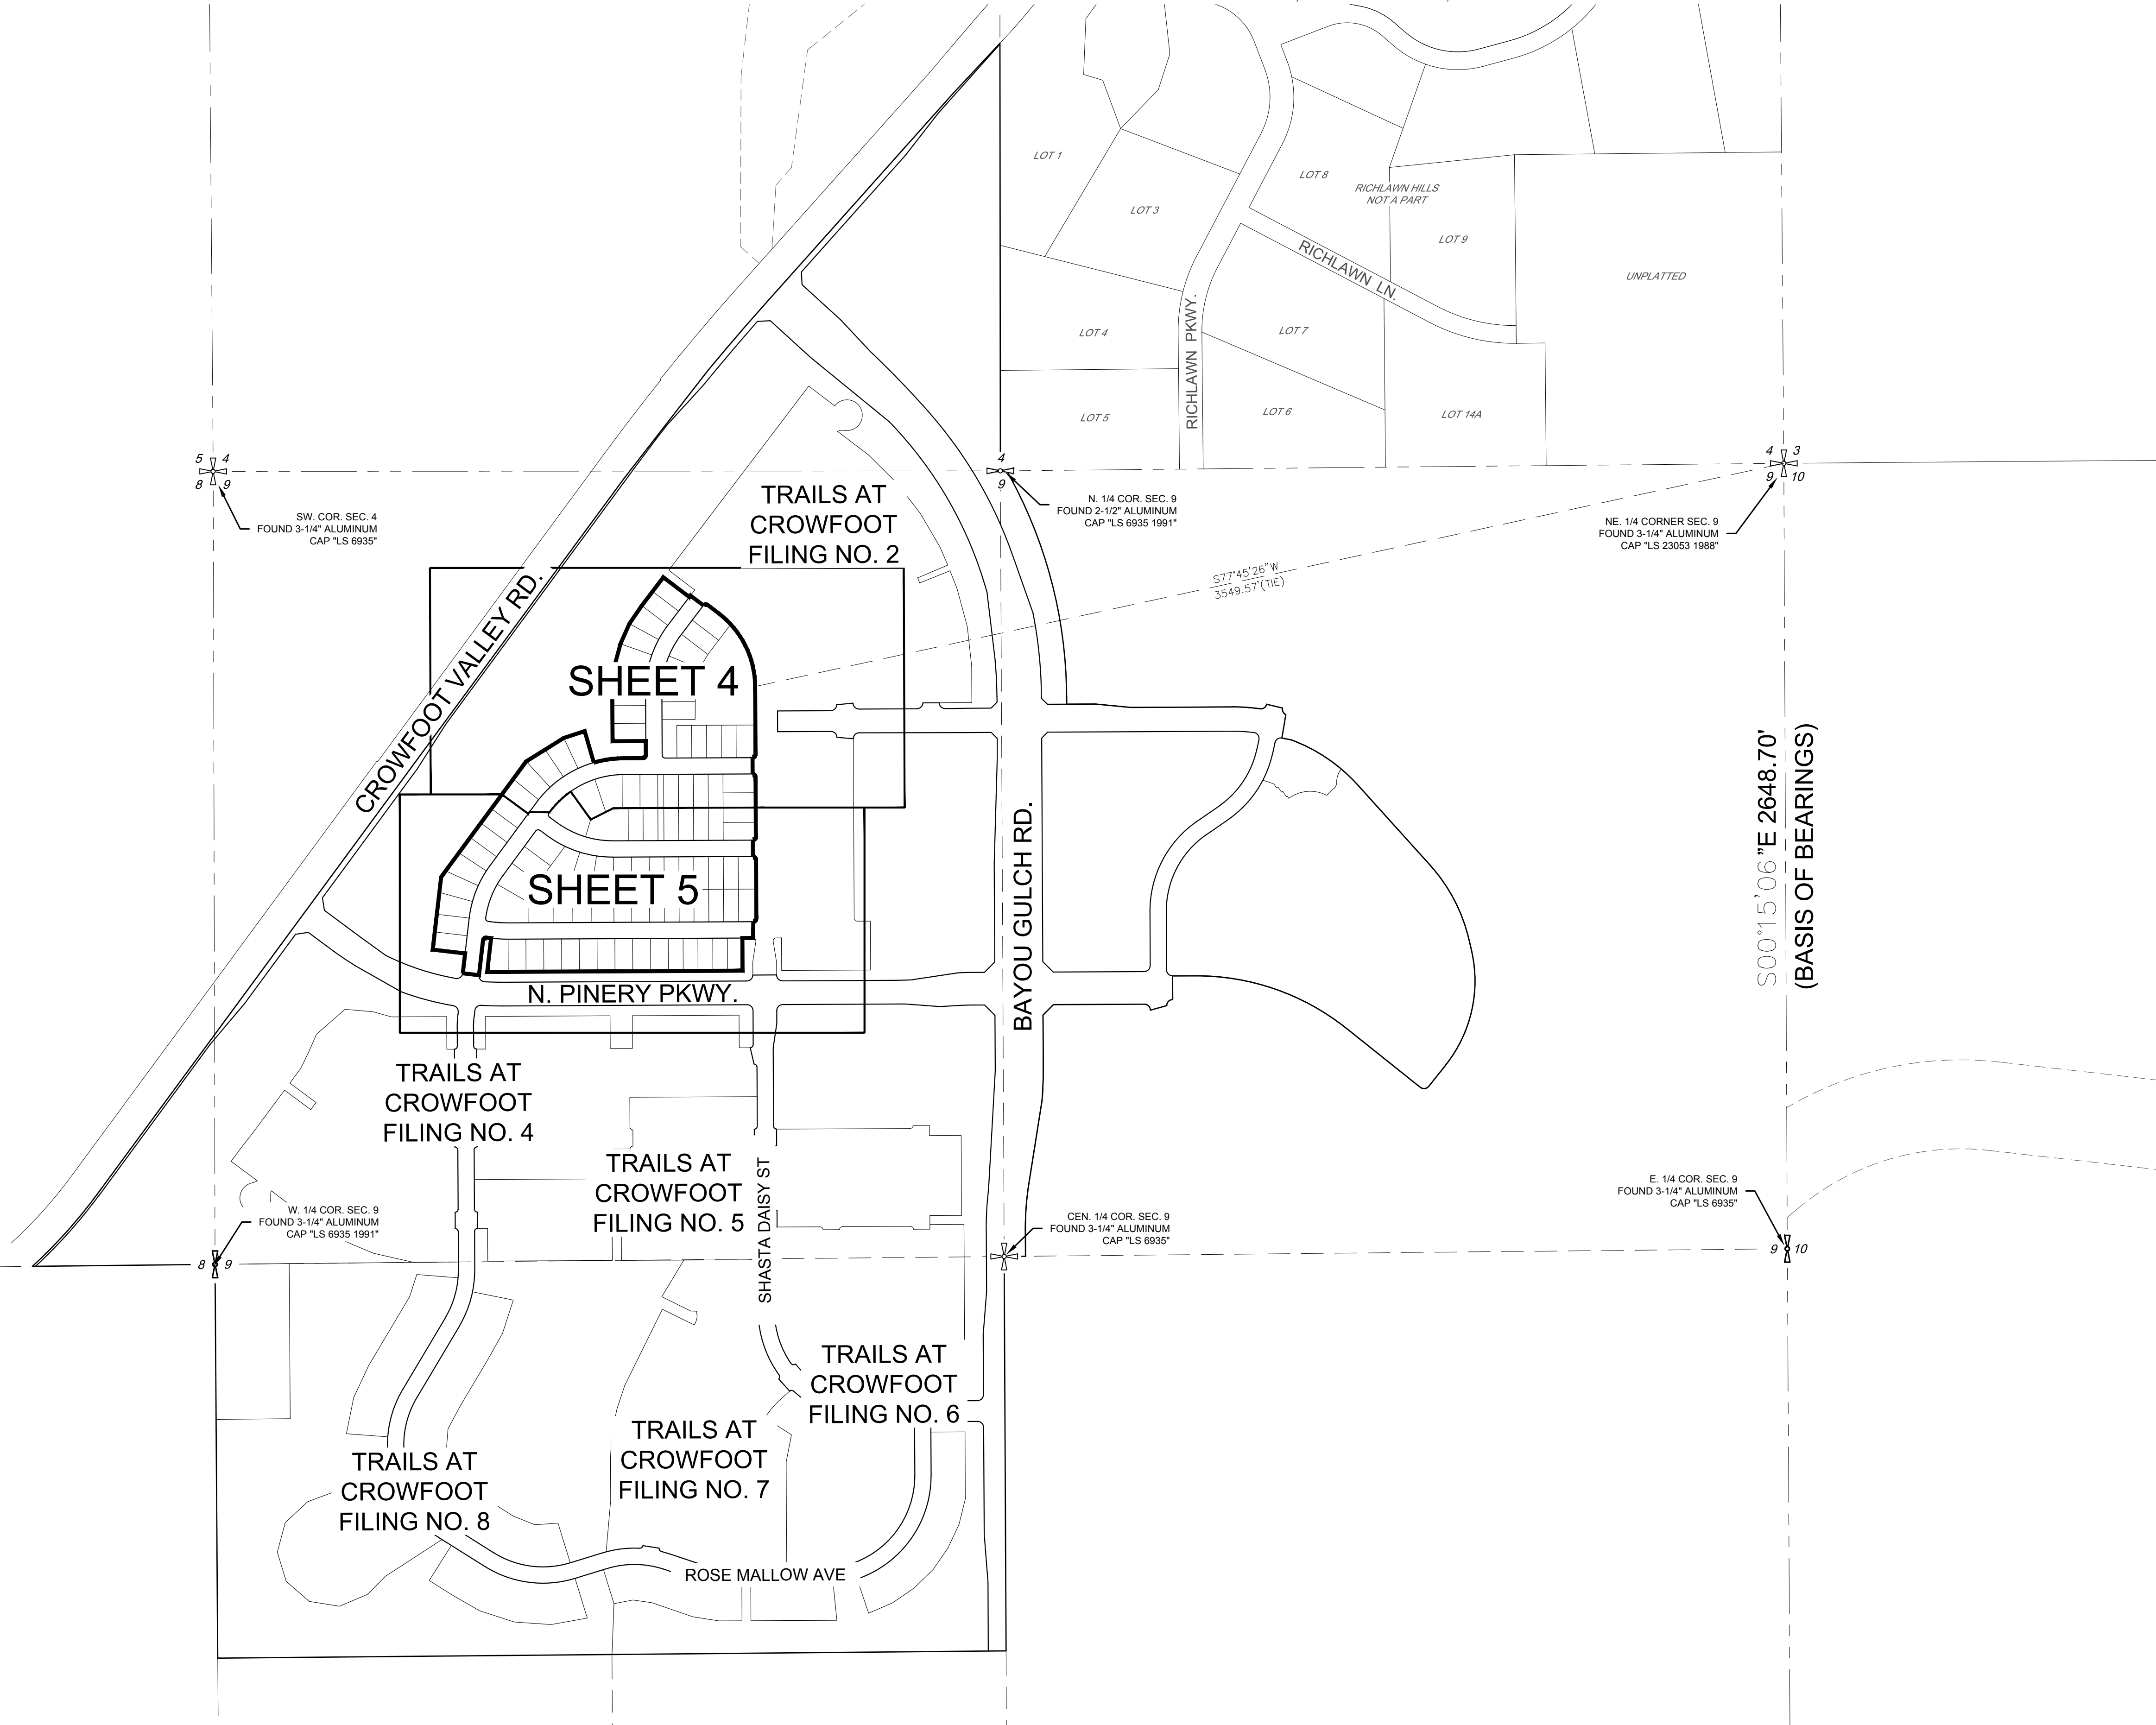 LOT 1
LOT 8
RICHLAWN HILLS
NOT A PART
LOT 3
LOT 9
RICHLAWN LN.
UNPLATTED
LOT 4
LOT 7
RICHLAWN PKWY.
LOT 5
LOT 6
LOT 14A
5 4
8 9
SW. COR. SEC. 4
FOUND 3-1/4" ALUMINUM
CAP "LS 6935"
4
9
N. 1/4 COR. SEC. 9
FOUND 2-1/2" ALUMINUM
CAP "LS 6935 1991"
4 3
9 10
NE. 1/4 CORNER SEC. 9
FOUND 3-1/4" ALUMINUM
CAP "LS 23053 1988"
TRAILS AT
CROWFOOT
FILING NO. 2
S77°45'26"W
3549.57'(TIE)
CROWFOOT VALLEY RD.
SHEET 4
SHEET 5
BAYOU GULCH RD.
S00°15'06"E 2648.70'
(BASIS OF BEARINGS)
N. PINERY PKWY.
TRAILS AT
CROWFOOT
FILING NO. 4
TRAILS AT
CROWFOOT
FILING NO. 5
SHASTA DAISY ST
W. 1/4 COR. SEC. 9
FOUND 3-1/4" ALUMINUM
CAP "LS 6935 1991"
8 9
CEN. 1/4 COR. SEC. 9
FOUND 3-1/4" ALUMINUM
CAP "LS 6935"
E. 1/4 COR. SEC. 9
FOUND 3-1/4" ALUMINUM
CAP "LS 6935"
9 10
TRAILS AT
CROWFOOT
FILING NO. 6
TRAILS AT
CROWFOOT
FILING NO. 7
TRAILS AT
CROWFOOT
FILING NO. 8
ROSE MALLOW AVE